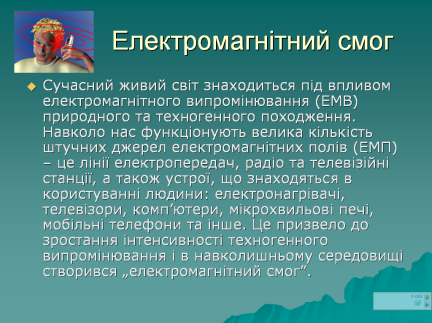 Електромагнітний смог
Сучасний живий світ знаходиться під впливом
електромагнітного випромінювання (ЕМВ)
природного та техногенного походження.
Навколо нас функціонують велика кількість
штучних джерел електромагнітних полів (ЕМП)
– це лінії електропередач, радіо та телевізійні
станції, а також устрої, що знаходяться в
користуванні людини: електронагрівачі,
телевізори, комп’ютери, мікрохвильові печі,
мобільні телефони та інше. Це призвело до
зростання інтенсивності техногенного
випромінювання і в навколишньому середовищі
створився „електромагнітний смог”.